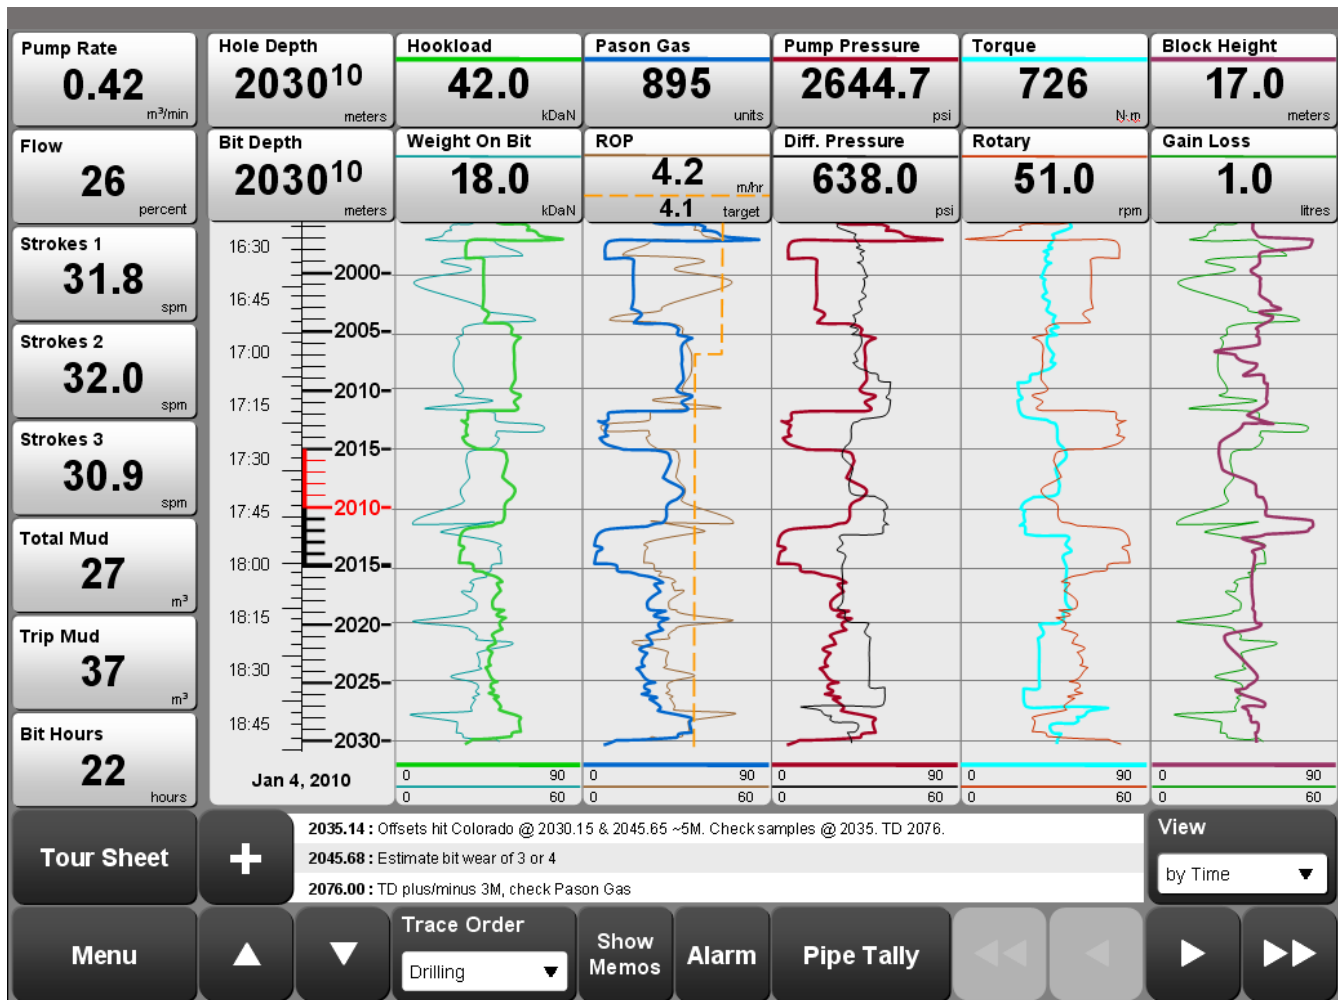 Pump Rate
0.42
m³/min
Flow
26
percent
Strokes 1
31.8
spm
Strokes 2
32.0
spm
Strokes 3
30.9
spm
Total Mud
27
m³
Trip Mud
37
m³
Bit Hours
22
hours
Hole Depth
2030¹⁰
meters
Bit Depth
2030¹⁰
meters
Hookload
42.0
kDaN
Weight On Bit
18.0
kDaN
Pason Gas
895
units
ROP
4.2
m/hr
4.1 target
Pump Pressure
2644.7
psi
Diff. Pressure
638.0
psi
Torque
726
N·m
Rotary
51.0
rpm
Block Height
17.0
meters
Gain Loss
1.0
litres
16:30
2000
16:45
2005
17:00
2010
17:15
2015
17:30
2010
17:45
2015
18:00
2020
18:15
2025
18:30
2030
18:45
Jan 4, 2010
0 90 0 90 0 90 0 90 0 90
0 60 0 60 0 60 0 60 0 60
2035.14 : Offsets hit Colorado @ 2030.15 & 2045.65 ~5M. Check samples @ 2035. TD 2076.
2045.68 : Estimate bit wear of 3 or 4
2076.00 : TD plus/minus 3M, check Pason Gas
Tour Sheet
+
View
by Time
Menu
Trace Order
Drilling
Show
Memos
Alarm
Pipe Tally